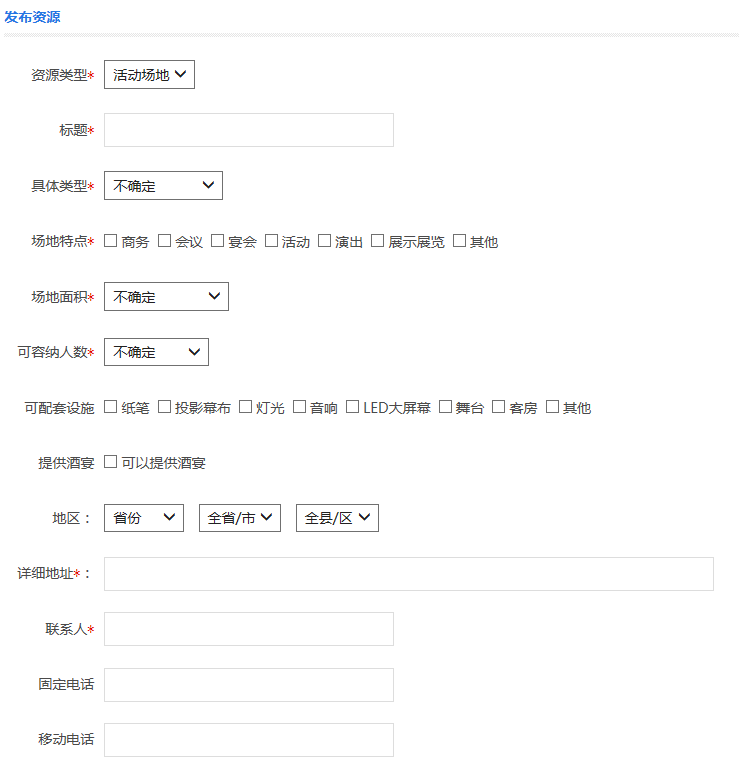 发布资源
资源类型* 活动场地
标题*
具体类型* 不确定
场地特点* 商务 会议 宴会 活动 演出 展示展览 其他
场地面积* 不确定
可容纳人数* 不确定
可配套设施 纸笔 投影幕布 灯光 音响 LED大屏幕 舞台 客房 其他
提供酒宴 可以提供酒宴
地区： 省份 全省/市 全县/区
详细地址*：
联系人*
固定电话
移动电话